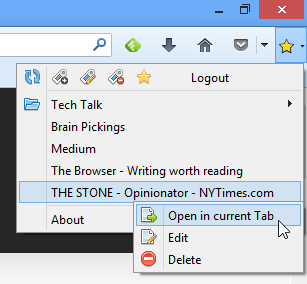 Logout
Tech Talk
Brain Pickings
Medium
The Browser - Writing worth reading
THE STONE - Opinionator - NYTimes.com
About
Open in current Tab
Edit
Delete